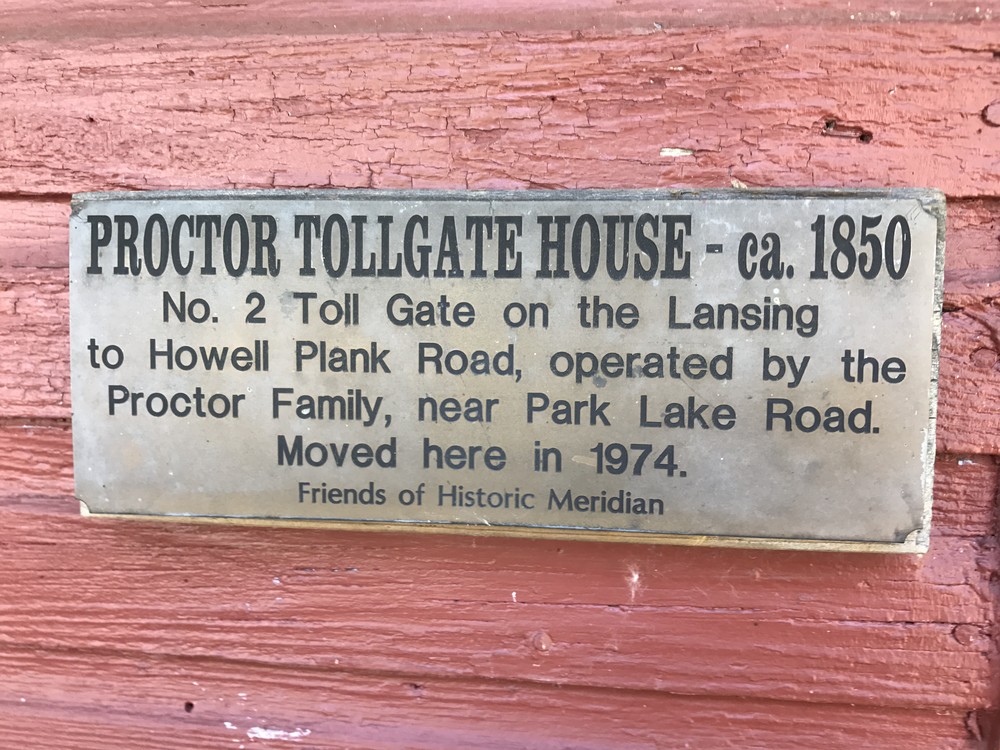 PROCTOR TOLLGATE HOUSE - ca. 1850
No. 2 Toll Gate on the Lansing
to Howell Plank Road, operated by the
Proctor Family, near Park Lake Road.
Moved here in 1974.
Friends of Historic Meridian